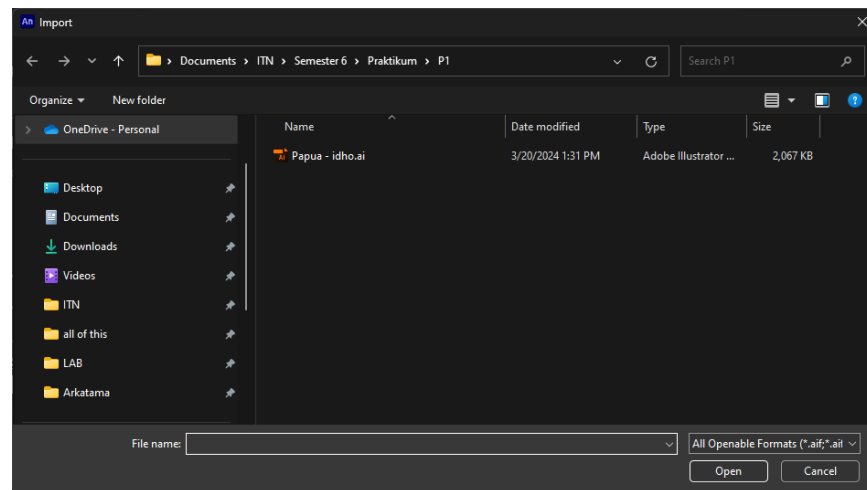 An Import
Documents > ITN > Semester 6 > Praktikum > P1
Search P1
Organize
New folder
OneDrive - Personal
Name
Date modified
Type
Size
Ai Papua - idho.ai
3/20/2024 1:31 PM
Adobe Illustrator ...
2,067 KB
Desktop
Documents
Downloads
Videos
ITN
all of this
LAB
Arkatama
File name:
All Openable Formats (*.aif;*.aif
Open
Cancel